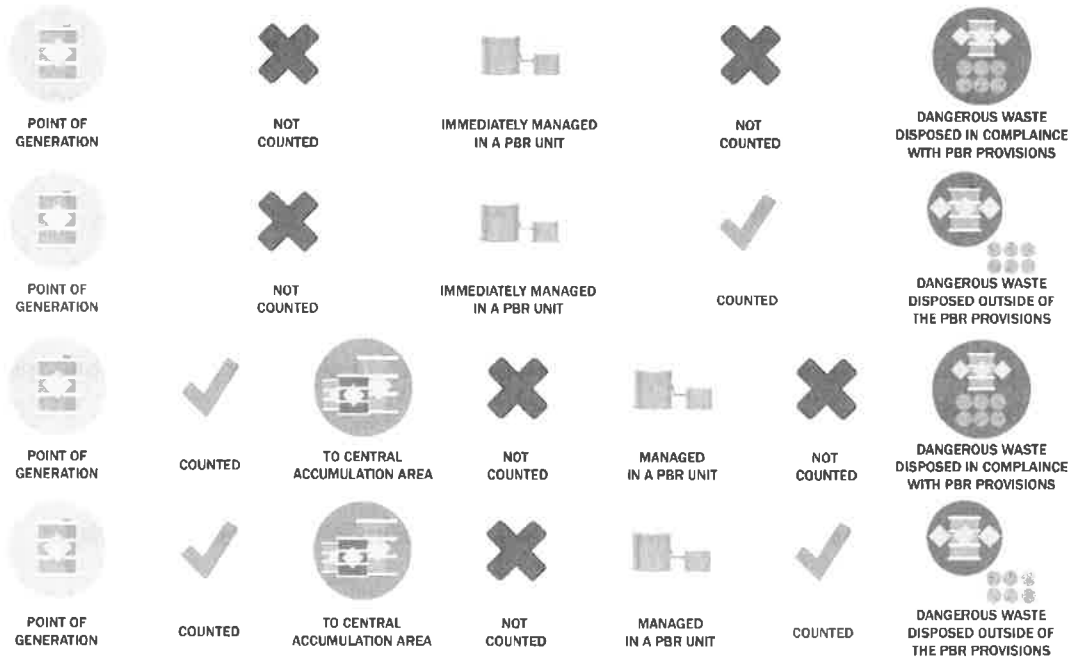 POINT OF
GENERATION
NOT
COUNTED
IMMEDIATELY MANAGED
IN A PBR UNIT
NOT
COUNTED
DANGEROUS WASTE
DISPOSED IN COMPLAINCE
WITH PBR PROVISIONS
POINT OF
GENERATION
NOT
COUNTED
IMMEDIATELY MANAGED
IN A PBR UNIT
COUNTED
DANGEROUS WASTE
DISPOSED OUTSIDE OF
THE PBR PROVISIONS
POINT OF
GENERATION
COUNTED
TO CENTRAL
ACCUMULATION AREA
NOT
COUNTED
MANAGED
IN A PBR UNIT
NOT
COUNTED
DANGEROUS WASTE
DISPOSED IN COMPLAINCE
WITH PBR PROVISIONS
POINT OF
GENERATION
COUNTED
TO CENTRAL
ACCUMULATION AREA
NOT
COUNTED
MANAGED
IN A PBR UNIT
COUNTED
DANGEROUS WASTE
DISPOSED OUTSIDE OF
THE PBR PROVISIONS